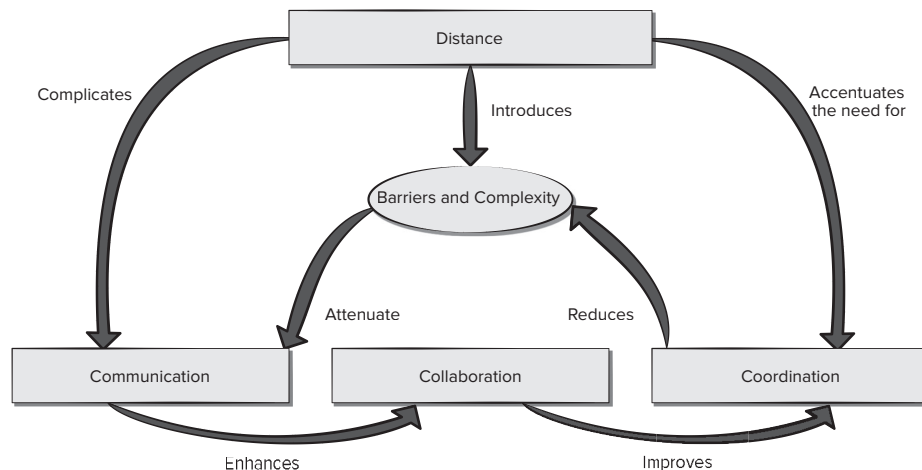 Distance
Complicates
Introduces
Accentuates
the need for
Barriers and Complexity
Attenuate
Reduces
Communication
Collaboration
Coordination
Enhances
Improves